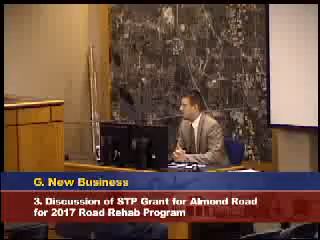 G. New Business
3. Discussion of STP Grant for Almond Road
for 2017 Road Rehab Program